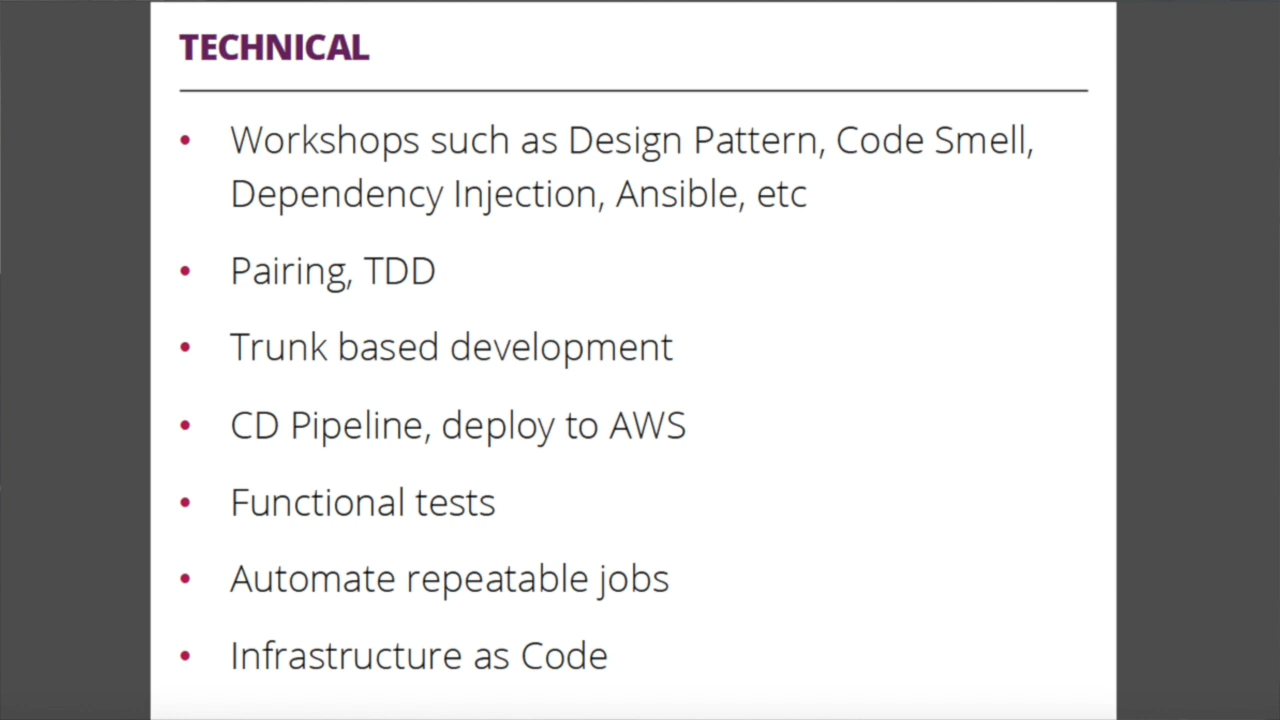 TECHNICAL
• Workshops such as Design Pattern, Code Smell,
Dependency Injection, Ansible, etc
• Pairing, TDD
• Trunk based development
• CD Pipeline, deploy to AWS
• Functional tests
• Automate repeatable jobs
• Infrastructure as Code